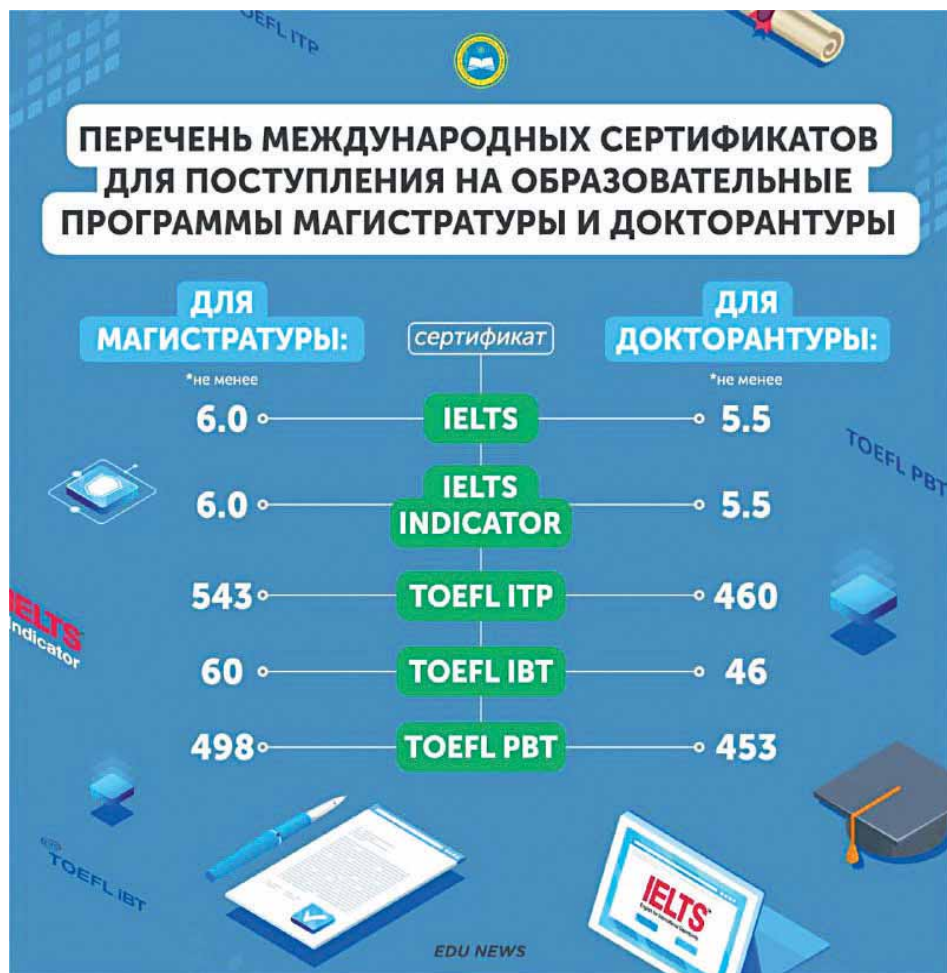 TOEFL ITP
ПЕРЕЧЕНЬ МЕЖДУНАРОДНЫХ СЕРТИФИКАТОВ
ДЛЯ ПОСТУПЛЕНИЯ НА ОБРАЗОВАТЕЛЬНЫЕ
ПРОГРАММЫ МАГИСТРАТУРЫ И ДОКТОРАНТУРЫ
ДЛЯ
МАГИСТРАТУРЫ:
сертификат
ДЛЯ
ДОКТОРАНТУРЫ:
*не менее
*не менее
6.0 IELTS 5.5
6.0 IELTS INDICATOR 5.5
543 TOEFL ITP 460
60 TOEFL IBT 46
498 TOEFL PBT 453
TOEFL PBT
IELTS
Indicator
TOEFL iBT
IELTS
EDU NEWS